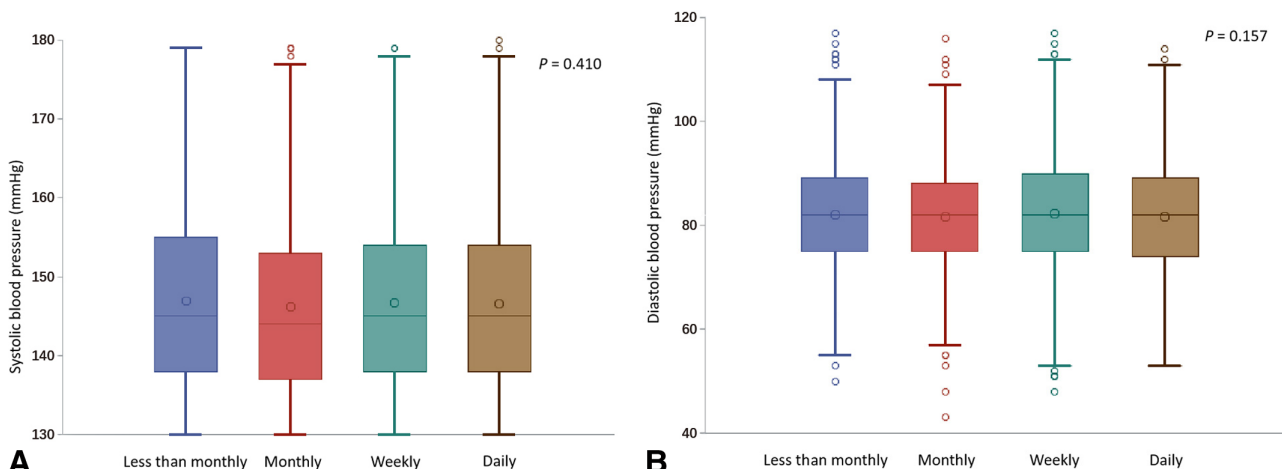 180
170
160
150
140
130
Systolic blood pressure (mmHg)
P = 0.410
Less than monthly Monthly Weekly Daily
A
120
100
80
60
40
Diastolic blood pressure (mmHg)
P = 0.157
Less than monthly Monthly Weekly Daily
B